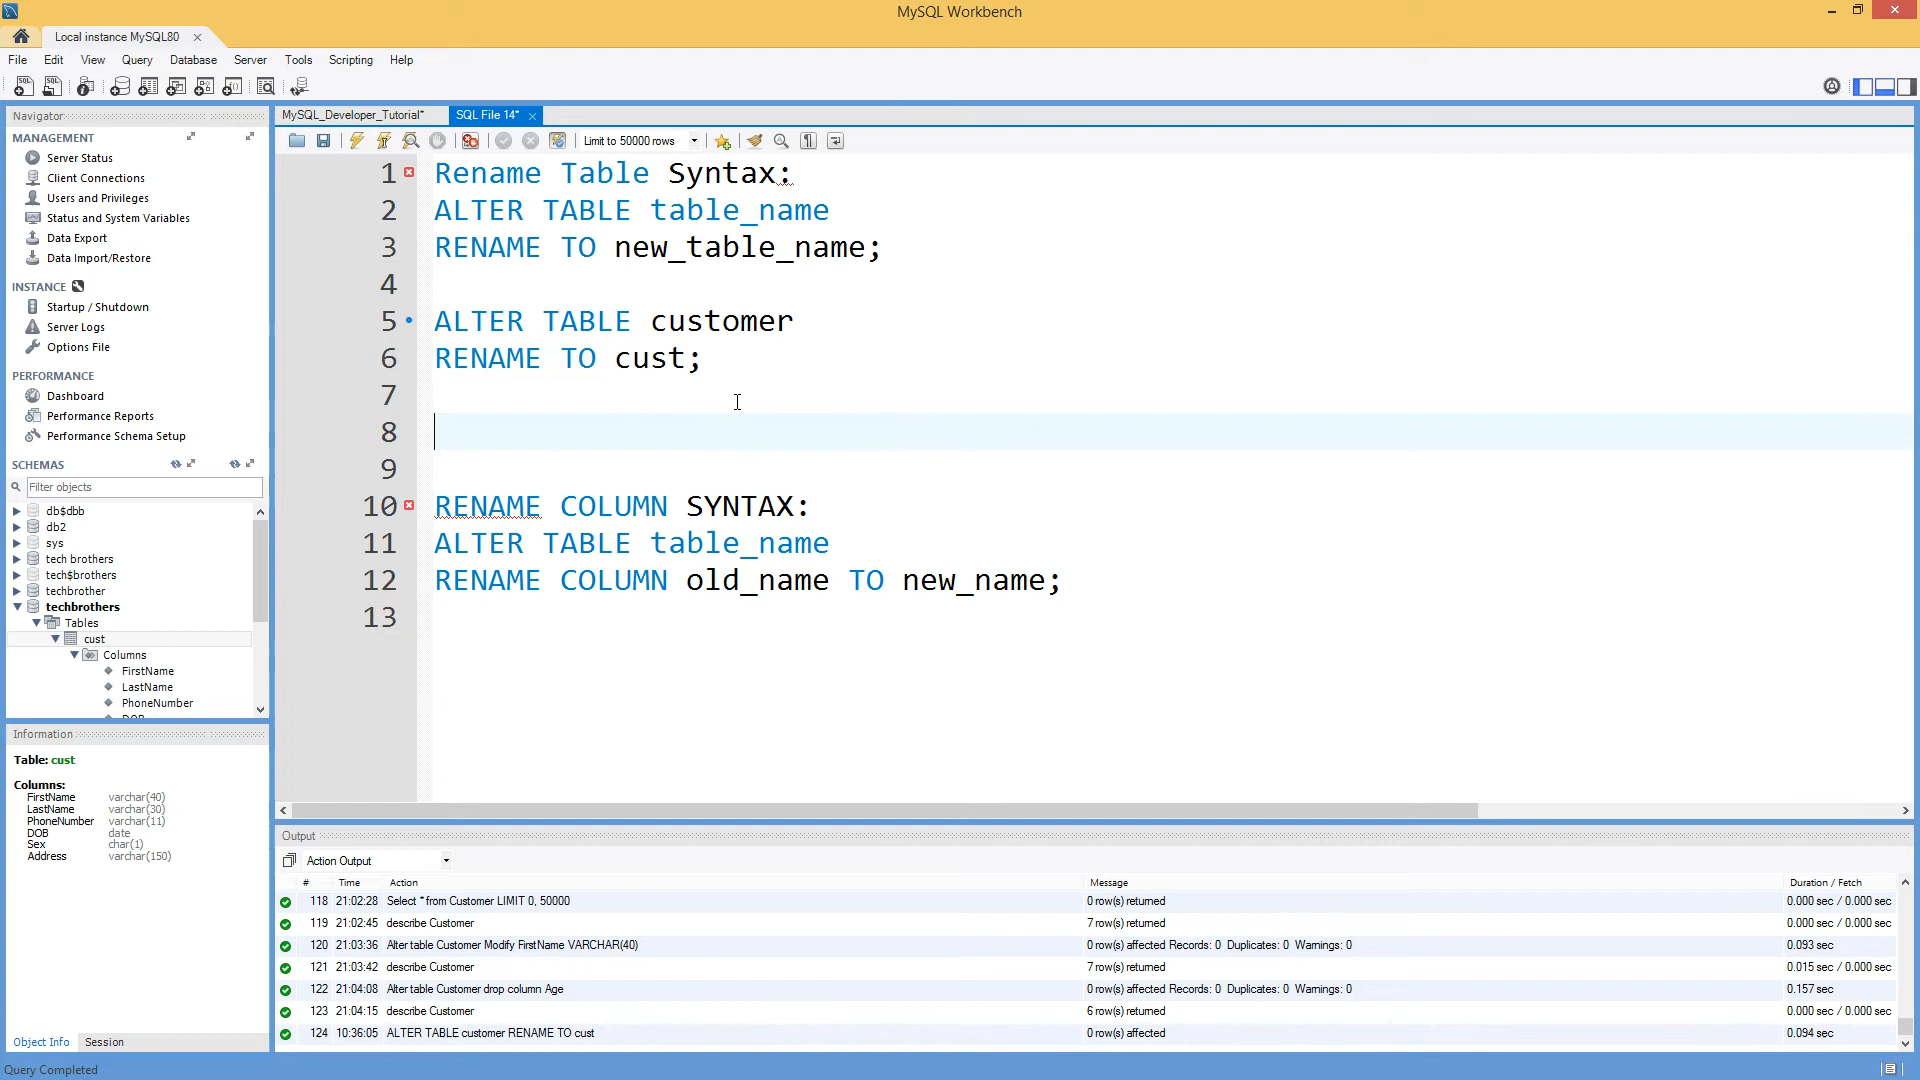 MySQL Workbench
Local instance MySQL80
File Edit View Query Database Server Tools Scripting Help
Navigator
MANAGEMENT
Server Status
Client Connections
Users and Privileges
Status and System Variables
Data Export
Data Import/Restore
INSTANCE
Startup / Shutdown
Server Logs
Options File
PERFORMANCE
Dashboard
Performance Reports
Performance Schema Setup
SCHEMAS
Filter objects
db$dbb
db2
sys
tech brothers
tech$brothers
techbrother
techbrothers
Tables
cust
Columns
FirstName
LastName
PhoneNumber
DOB
Information
Table: cust
Columns:
FirstName varchar(40)
LastName varchar(30)
PhoneNumber varchar(11)
DOB date
Sex char(1)
Address varchar(150)
Object Info Session
Query Completed
MySQL_Developer_Tutorial* SQL File 14*
Limit to 50000 rows
1 Rename Table Syntax:
2 ALTER TABLE table_name
3 RENAME TO new_table_name;
4
5 ALTER TABLE customer
6 RENAME TO cust;
7
8
9
10 RENAME COLUMN SYNTAX:
11 ALTER TABLE table_name
12 RENAME COLUMN old_name TO new_name;
13
Output
Action Output
# Time Action Message Duration / Fetch
118 21:02:28 Select * from Customer LIMIT 0, 50000 0 row(s) returned 0.000 sec / 0.000 sec
119 21:02:45 describe Customer 7 row(s) returned 0.000 sec / 0.000 sec
120 21:03:36 Alter table Customer Modify FirstName VARCHAR(40) 0 row(s) affected Records: 0 Duplicates: 0 Warnings: 0 0.093 sec
121 21:03:42 describe Customer 7 row(s) returned 0.015 sec / 0.000 sec
122 21:04:08 Alter table Customer drop column Age 0 row(s) affected Records: 0 Duplicates: 0 Warnings: 0 0.157 sec
123 21:04:15 describe Customer 6 row(s) returned 0.000 sec / 0.000 sec
124 10:36:05 ALTER TABLE customer RENAME TO cust 0 row(s) affected 0.094 sec